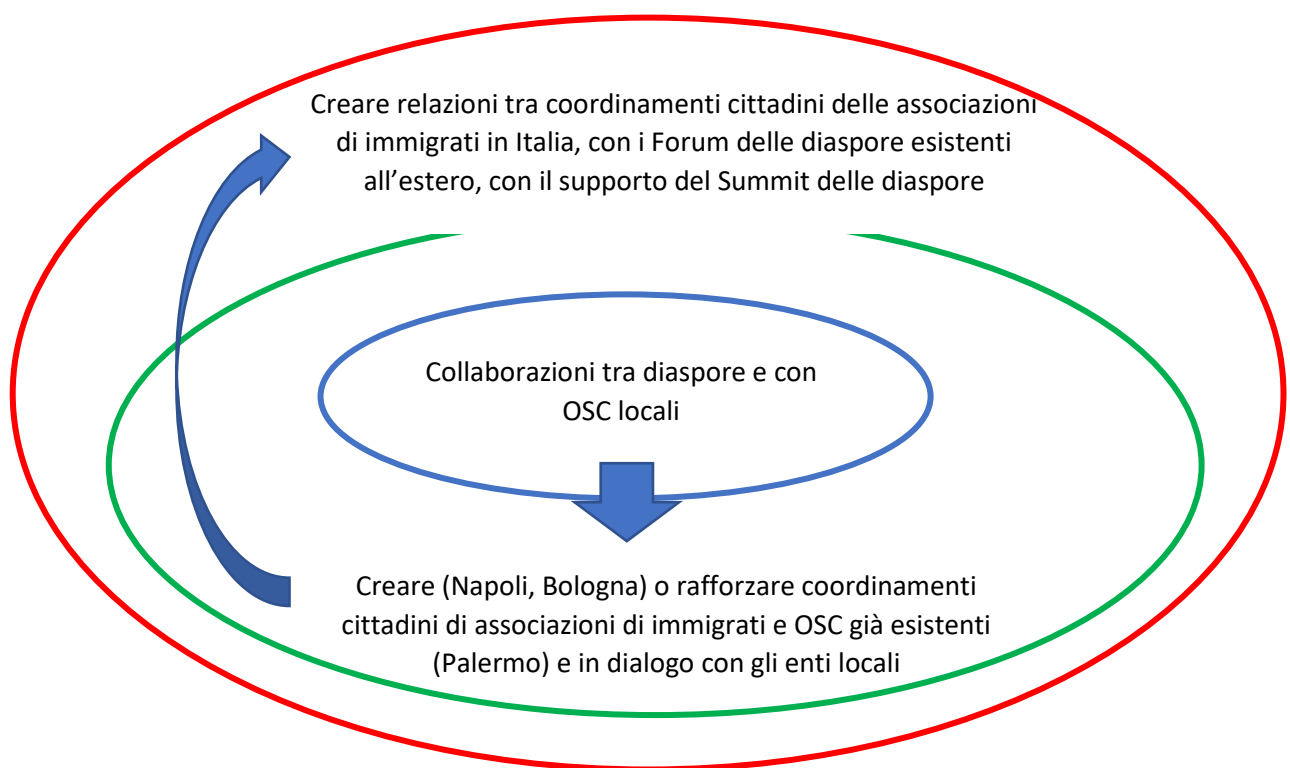 Creare relazioni tra coordinamenti cittadini delle associazioni
di immigrati in Italia, con i Forum delle diaspore esistenti
all’estero, con il supporto del Summit delle diaspore
Collaborazioni tra diaspore e con
OSC locali
Creare (Napoli, Bologna) o rafforzare coordinamenti
cittadini di associazioni di immigrati e OSC già esistenti
(Palermo) e in dialogo con gli enti locali